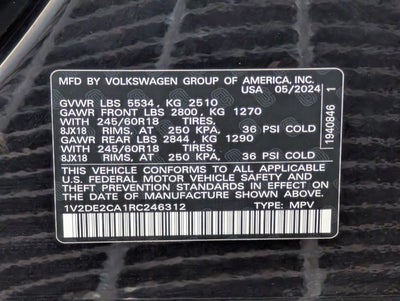 MFD BY VOLKSWAGEN GROUP OF AMERICA, INC.
USA 05/2024
GVWR LBS 5534, KG 2510
GAWR FRONT LBS 2800, KG 1270
WITH 245/60R18 TIRES,
8JX18 RIMS, AT 250 KPA, 36 PSI COLD
GAWR REAR LBS 2844, KG 1290
WITH 245/60R18 TIRES,
8JX18 RIMS, AT 250 KPA, 36 PSI COLD
THIS VEHICLE CONFORMS TO ALL APPLICABLE
U.S. FEDERAL MOTOR VEHICLE SAFETY AND
THEFT PREVENTION STANDARDS IN EFFECT ON THE
DATE OF MANUFACTURE SHOWN ABOVE.
1V2DE2CA1RC246312 TYPE: MPV
1940846 1